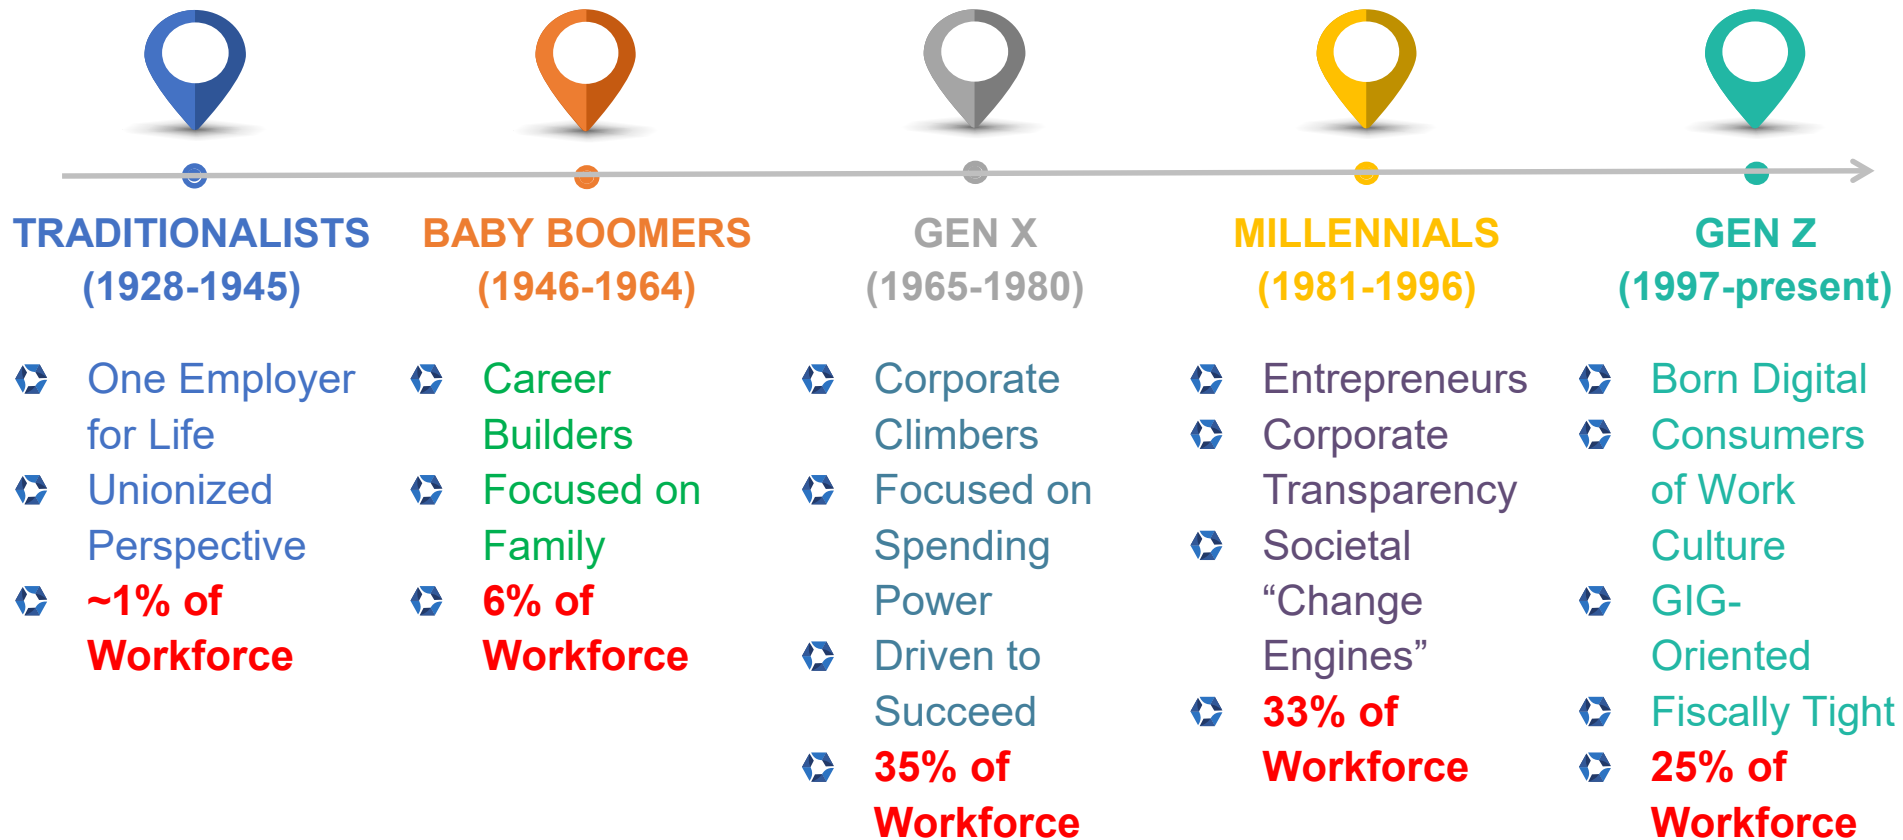 TRADITIONALISTS
(1928-1945)
One Employer
for Life
Unionized
Perspective
~1% of
Workforce
BABY BOOMERS
(1946-1964)
Career
Builders
Focused on
Family
6% of
Workforce
GEN X
(1965-1980)
Corporate
Climbers
Focused on
Spending
Power
Driven to
Succeed
35% of
Workforce
MILLENNIALS
(1981-1996)
Entrepreneurs
Corporate
Transparency
Societal
“Change
Engines”
33% of
Workforce
GEN Z
(1997-present)
Born Digital
Consumers
of Work
Culture
GIG-
Oriented
Fiscally Tight
25% of
Workforce